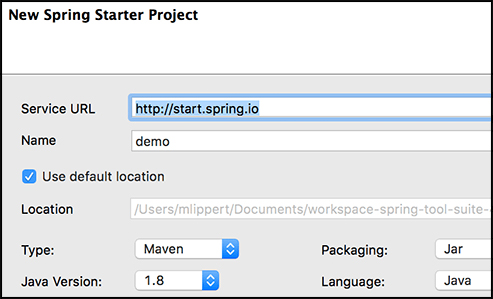 New Spring Starter Project
Service URL http://start.spring.io
Name demo
Use default location
Location /Users/mlippert/Documents/workspace-spring-tool-suite-
Type: Maven Packaging: Jar
Java Version: 1.8 Language: Java